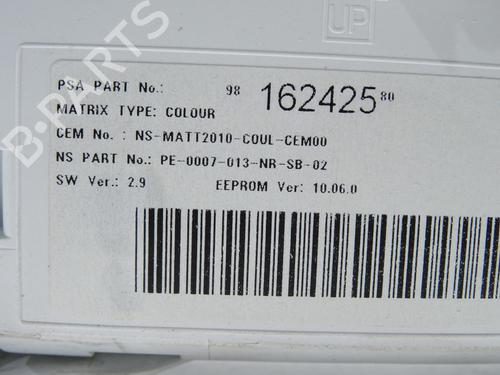 UP
PSA PART No.: 98 162425 80
MATRIX TYPE: COLOUR
CEM No. : NS-MATT2010-COUL-CEM00
NS PART No.: PE-0007-013-NR-SB-02
SW Ver.: 2.9 EEPROM Ver: 10.06.0
B-PARTS